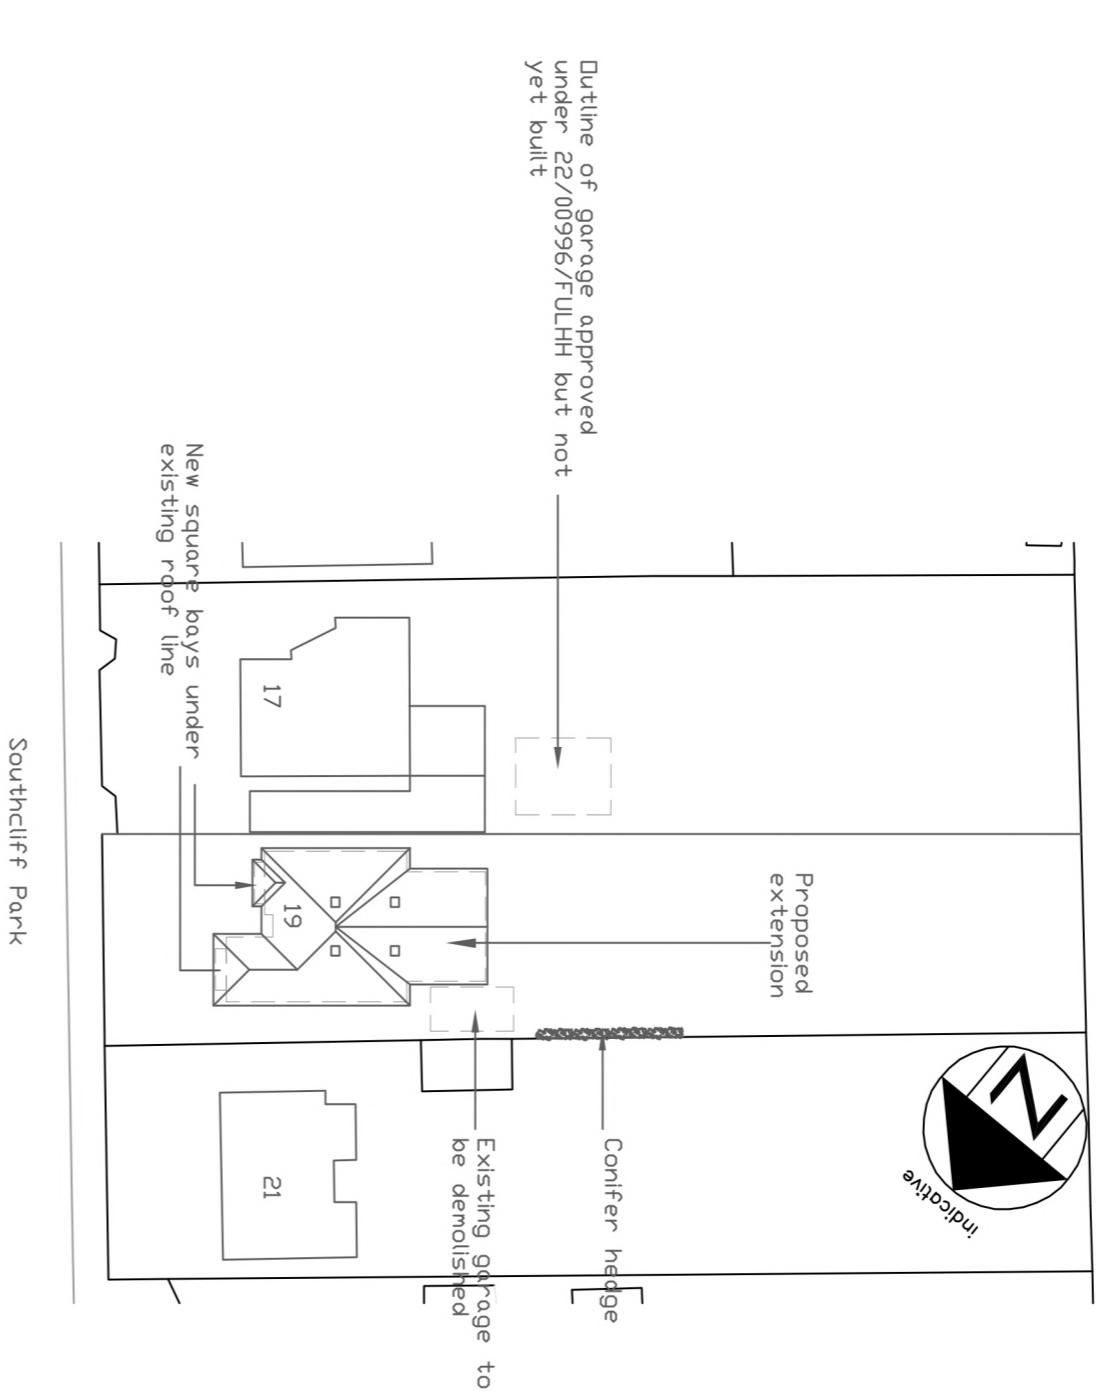 Outline of garage approved
under 22/00996/FULHH but not
yet built
Proposed
extension
Conifer hedge
Existing garage to
be demolished
New square bays under
existing roof line
17
19
21
Southcliff Park
N
indicative